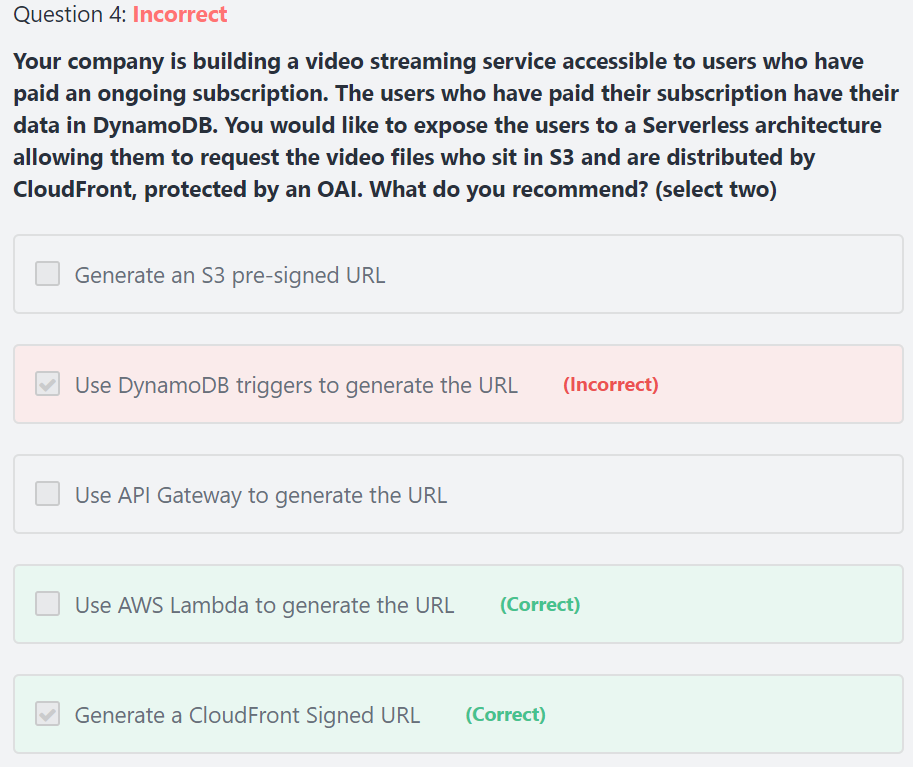 Question 4: Incorrect
Your company is building a video streaming service accessible to users who have
paid an ongoing subscription. The users who have paid their subscription have their
data in DynamoDB. You would like to expose the users to a Serverless architecture
allowing them to request the video files who sit in S3 and are distributed by
CloudFront, protected by an OAI. What do you recommend? (select two)
Generate an S3 pre-signed URL
Use DynamoDB triggers to generate the URL (Incorrect)
Use API Gateway to generate the URL
Use AWS Lambda to generate the URL (Correct)
Generate a CloudFront Signed URL (Correct)